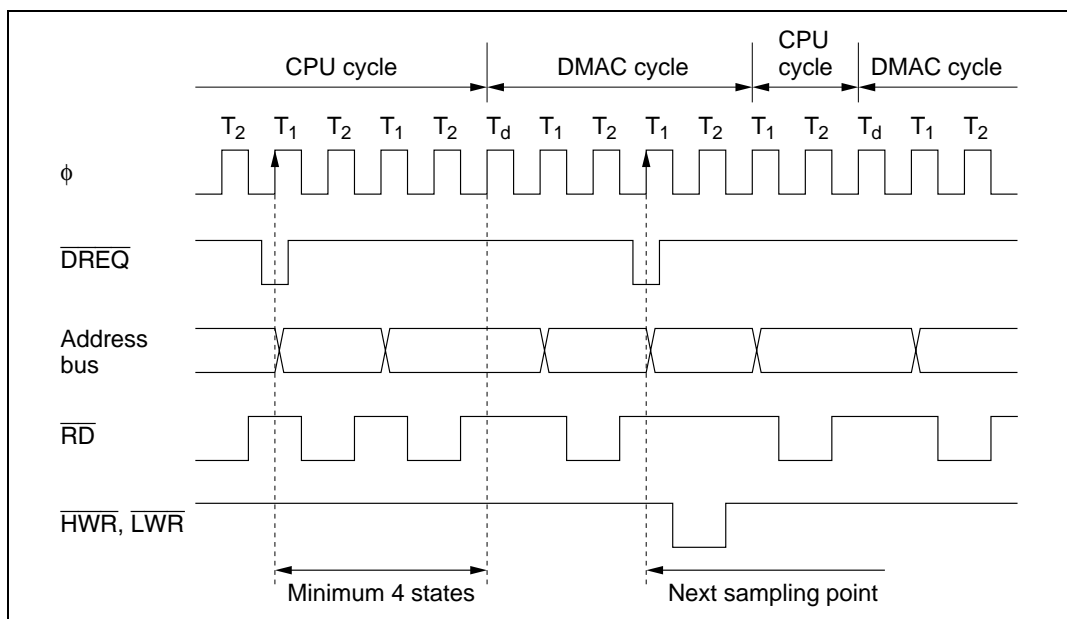 CPU cycle
DMAC cycle
CPU
cycle
DMAC cycle
T2 T1 T2 T1 T2 Td T1 T2 T1 T2 T1 T2 Td T1 T2
ϕ
DREQ
Address
bus
RD
HWR, LWR
Minimum 4 states
Next sampling point